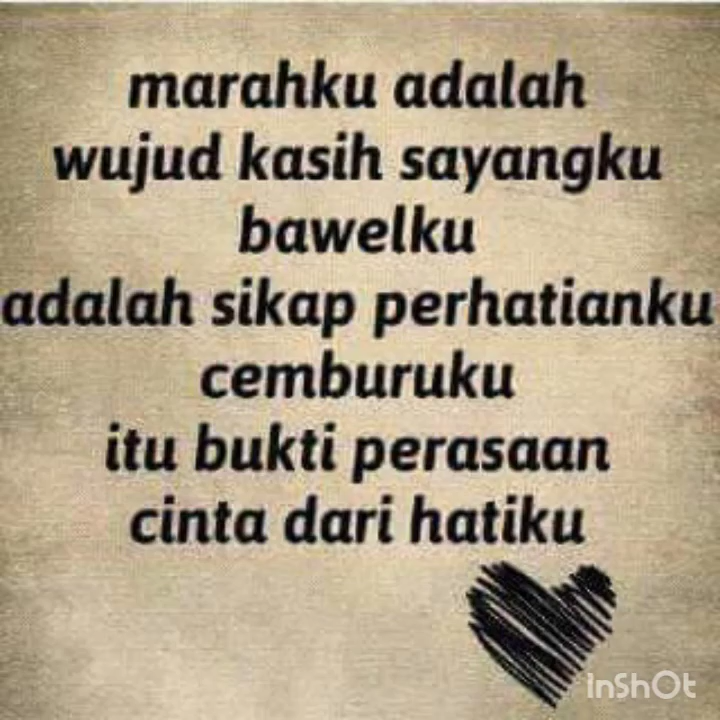 marahku adalah
wujud kasih sayangku
bawelku
adalah sikap perhatianku
cemburuku
itu bukti perasaan
cinta dari hatiku
InShOt